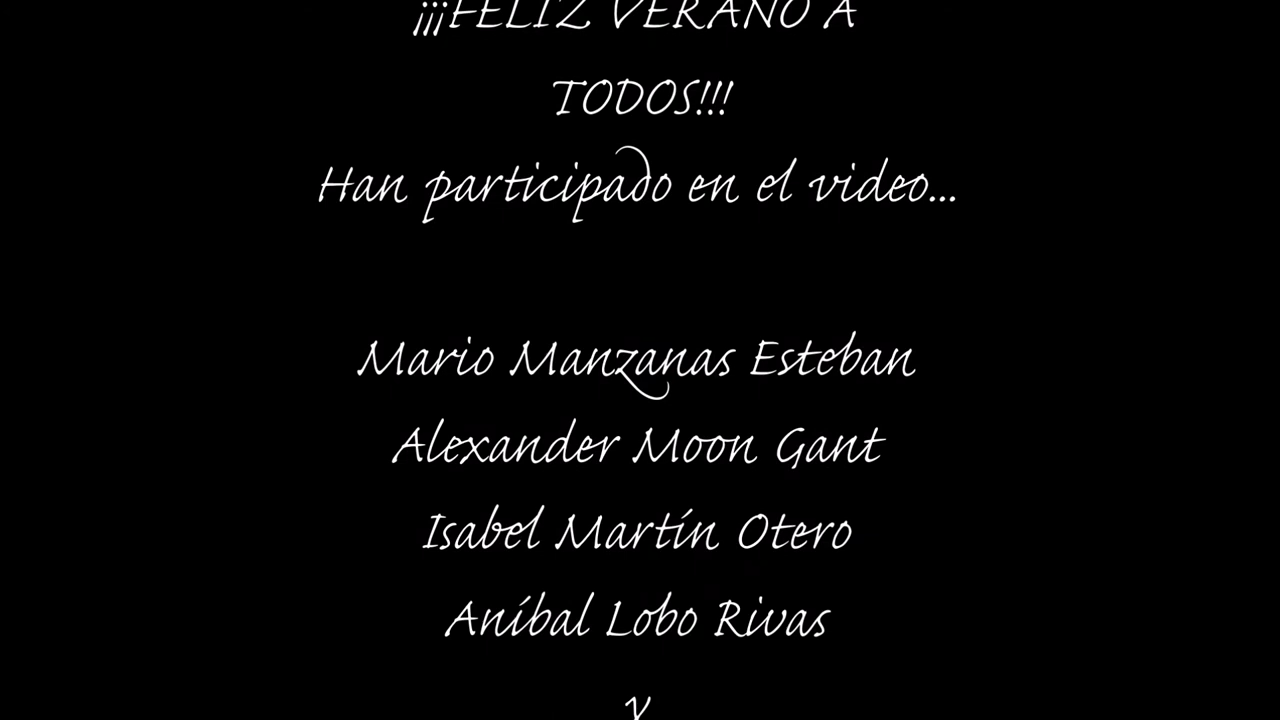 ¡¡¡FELIZ VERANO A
TODOS!!!
Han participado en el video...
Mario Manzanas Esteban
Alexander Moon Gant
Isabel Martín Otero
Aníbal Lobo Rivas
y